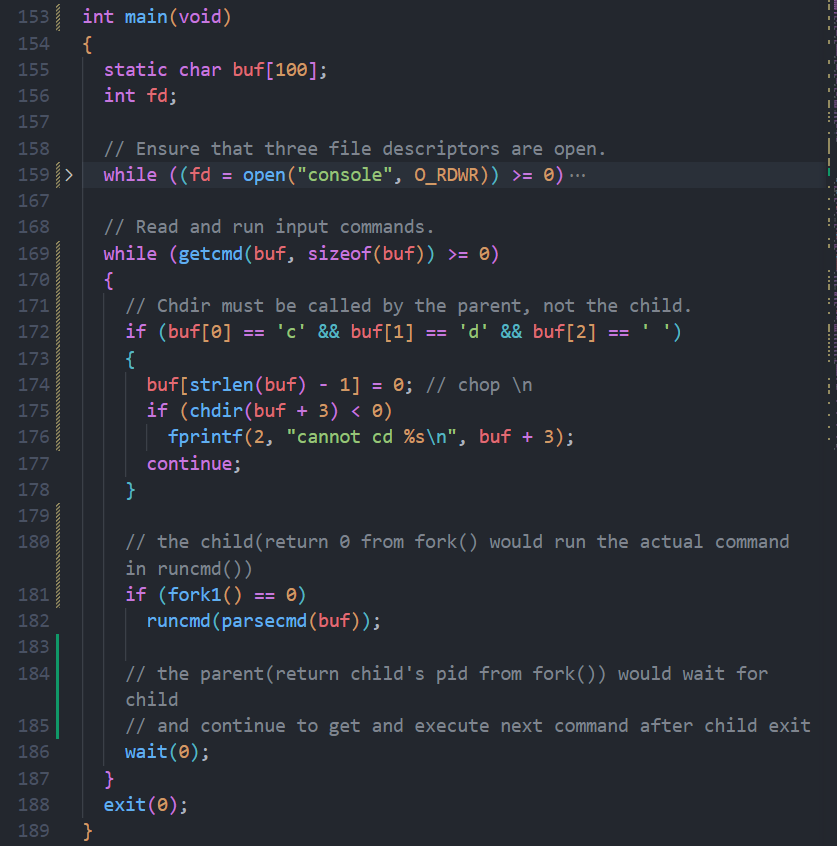 153 int main(void)
154 {
155 static char buf[100];
156 int fd;
157
158 // Ensure that three file descriptors are open.
159 > while ((fd = open("console", O_RDWR)) >= 0)···
167
168 // Read and run input commands.
169 while (getcmd(buf, sizeof(buf)) >= 0)
170 {
171 // Chdir must be called by the parent, not the child.
172 if (buf[0] == 'c' && buf[1] == 'd' && buf[2] == ' ')
173 {
174 buf[strlen(buf) - 1] = 0; // chop \n
175 if (chdir(buf + 3) < 0)
176 fprintf(2, "cannot cd %s\n", buf + 3);
177 continue;
178 }
179
180 // the child(return 0 from fork() would run the actual command
in runcmd())
181 if (fork1() == 0)
182 runcmd(parsecmd(buf));
183
184 // the parent(return child's pid from fork()) would wait for
child
185 // and continue to get and execute next command after child exit
186 wait(0);
187 }
188 exit(0);
189 }